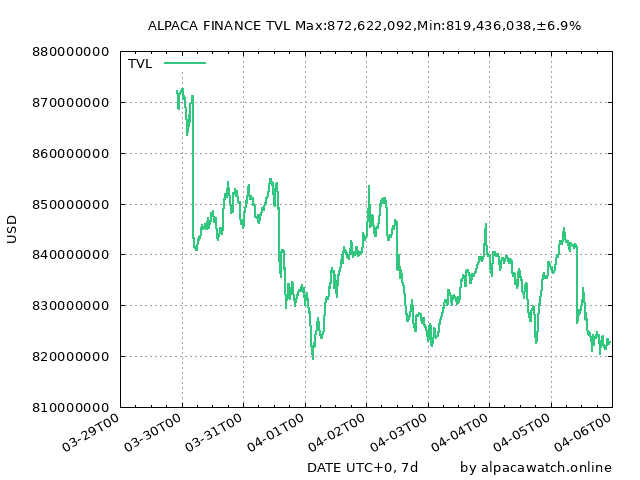 ALPACA FINANCE TVL Max:872,622,092,Min:819,436,038,±6.9%
880000000
TVL
870000000
860000000
850000000
840000000
830000000
820000000
810000000
USD
03-29T00
03-30T00
03-31T00
04-01T00
04-02T00
04-03T00
04-04T00
04-05T00
04-06T00
DATE UTC+0, 7d
by alpacawatch.online